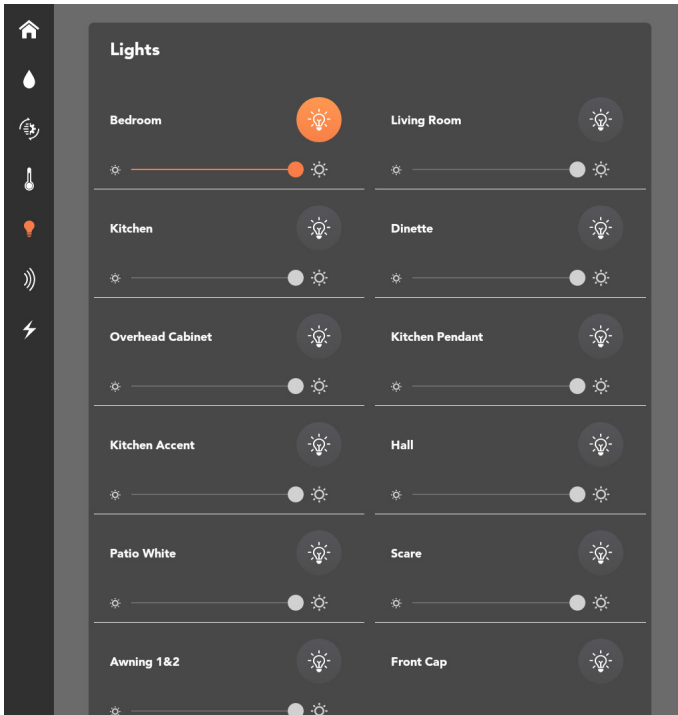 Lights
Bedroom
Living Room
Kitchen
Dinette
Overhead Cabinet
Kitchen Pendant
Kitchen Accent
Hall
Patio White
Scare
Awning 1&2
Front Cap